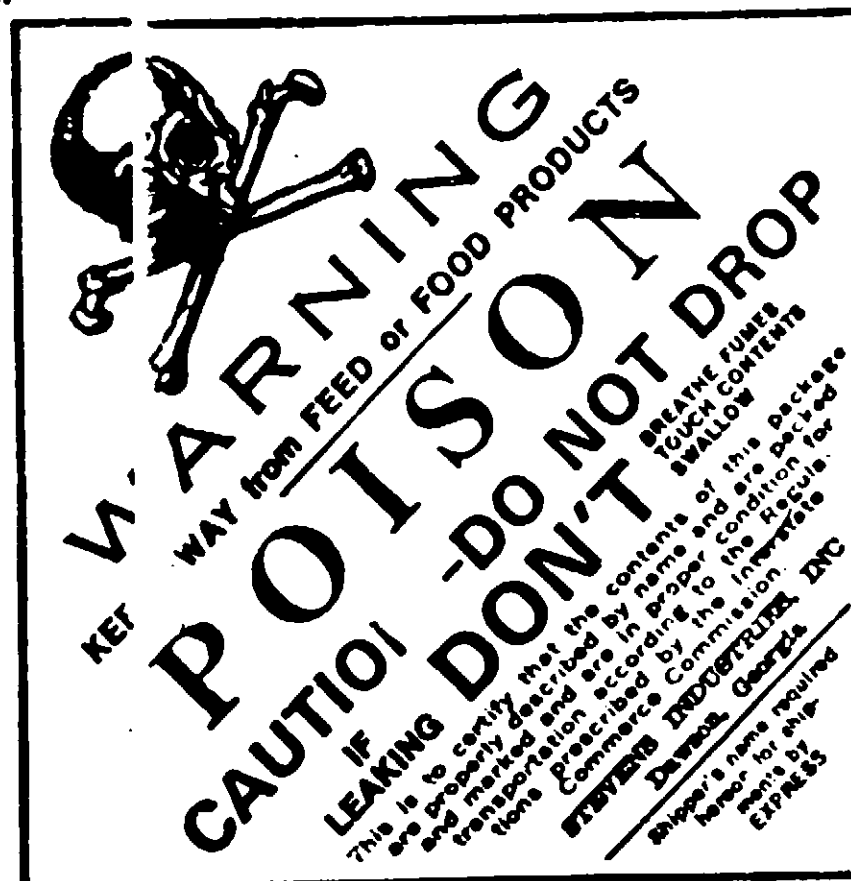 WARNING
KEE WAY from FEED or FOOD PRODUCTS
POISON
CAUTIO -DO NOT DROP
IF
LEAKING
DON'T
BREATHE FUMES
TOUCH CONTENTS
SWALLOW
This is to certify that the contents of this package
are properly described by name and are packed
and marked and are in proper condition for
transportation according to the Regula-
tions prescribed by the Interstate
Commerce Commission.
STEVENS INDUSTRIES, INC
Dawson, Georgia
Shipper's name required
hereon for ship-
ments by
EXPRESS